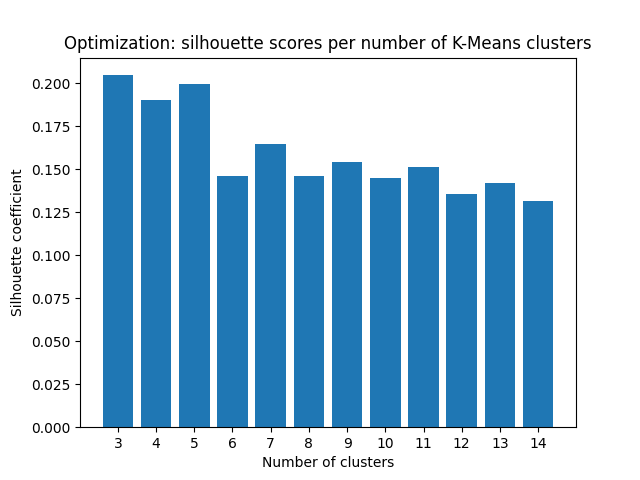 Optimization: silhouette scores per number of K-Means clusters
0.200
0.175
0.150
0.125
0.100
0.075
0.050
0.025
0.000
Silhouette coefficient
3 4 5 6 7 8 9 10 11 12 13 14
Number of clusters